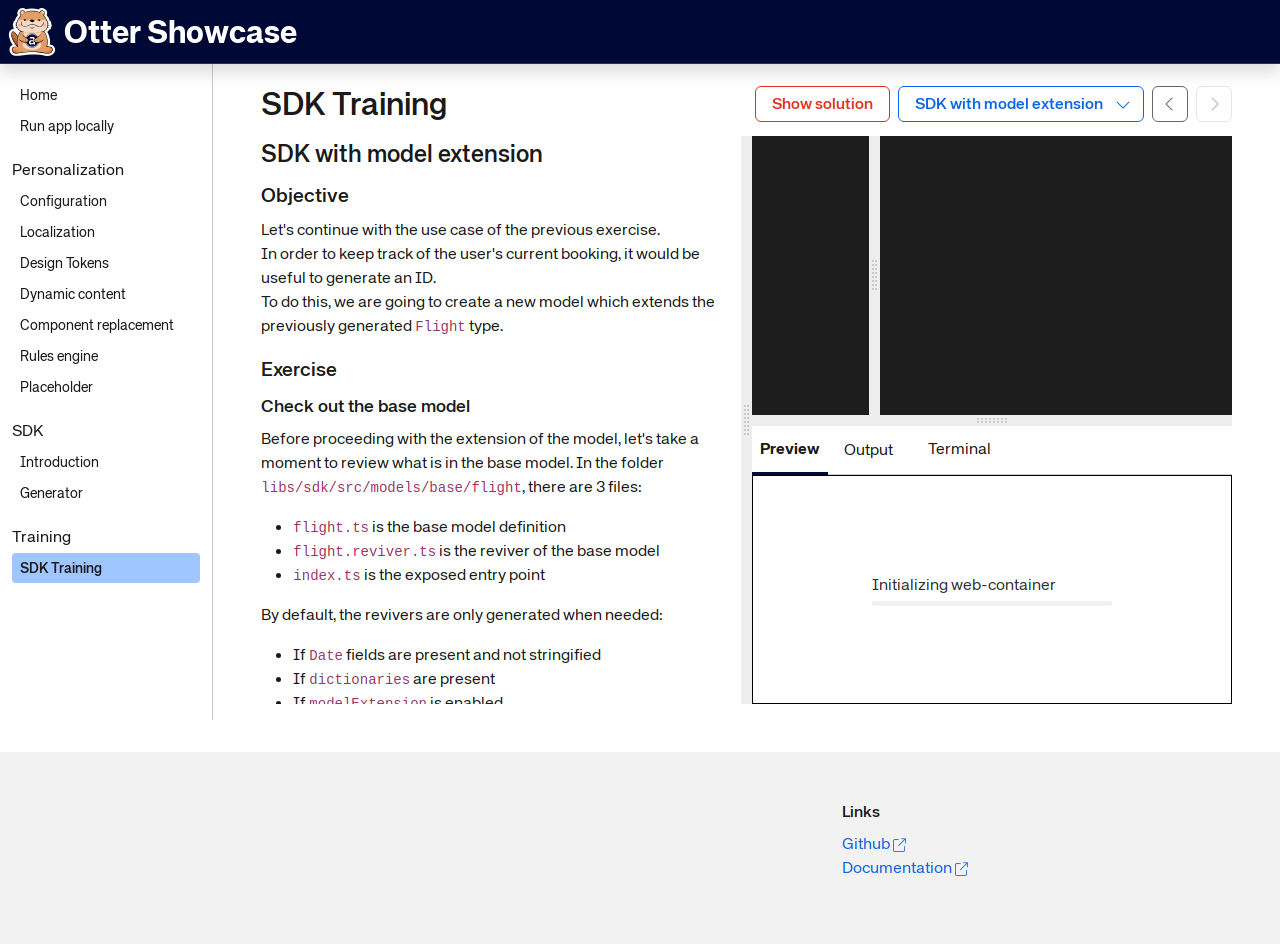 Otter Showcase
Home
Run app locally
Personalization
Configuration
Localization
Design Tokens
Dynamic content
Component replacement
Rules engine
Placeholder
SDK
Introduction
Generator
Training
SDK Training
SDK Training
Show solution
SDK with model extension
SDK with model extension
Objective
Let's continue with the use case of the previous exercise.
In order to keep track of the user's current booking, it would be
useful to generate an ID.
To do this, we are going to create a new model which extends the
previously generated Flight type.
Exercise
Check out the base model
Before proceeding with the extension of the model, let's take a
moment to review what is in the base model. In the folder
libs/sdk/src/models/base/flight, there are 3 files:
flight.ts is the base model definition
flight.reviver.ts is the reviver of the base model
index.ts is the exposed entry point
By default, the revivers are only generated when needed:
If Date fields are present and not stringified
If dictionaries are present
If modelExtension is enabled
Preview
Output
Terminal
Initializing web-container
Links
Github
Documentation